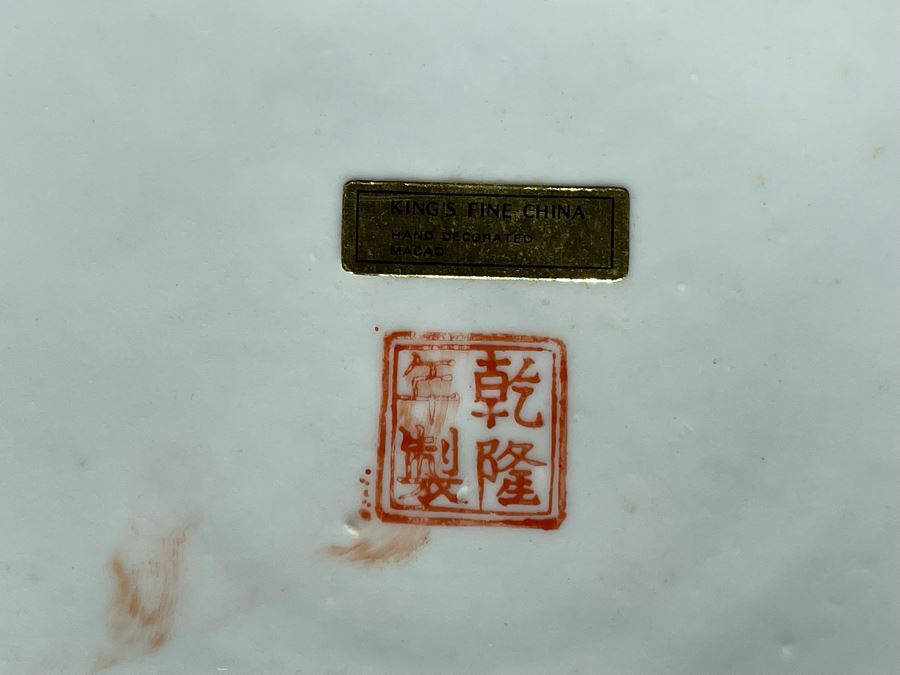 KING'S FINE CHINA
HAND DECORATED
MACAO
乾隆
年製